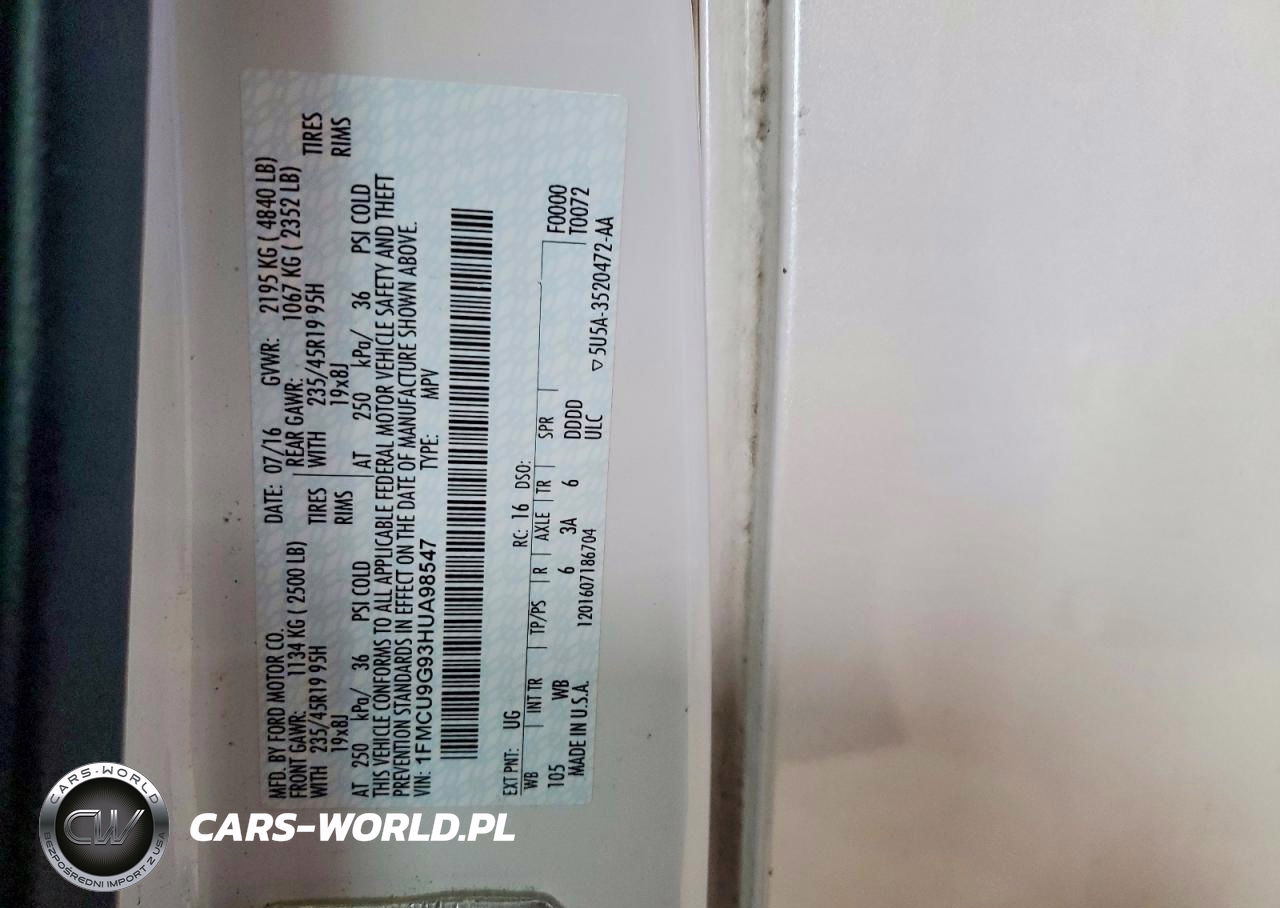 MFD. BY FORD MOTOR CO. DATE: 07/16 GVWR: 2195 KG ( 4840 LB)
FRONT GAWR: 1134 KG ( 2500 LB) REAR GAWR: 1067 KG ( 2352 LB)
WITH 235/45R19 95H TIRES WITH 235/45R19 95H TIRES
19x8J RIMS 19x8J RIMS
AT 250 kPa/ 36 PSI COLD AT 250 kPa/ 36 PSI COLD
THIS VEHICLE CONFORMS TO ALL APPLICABLE FEDERAL MOTOR VEHICLE SAFETY AND THEFT
PREVENTION STANDARDS IN EFFECT ON THE DATE OF MANUFACTURE SHOWN ABOVE.
VIN: 1FMCU9G93HUA98547 TYPE: MPV
EXT PNT: UG RC: 16 DSO:
WB INT TR TP/PS R AXLE TR SPR F0000
105 WB 6 3A 6 DDDD T0072
MADE IN U.S.A. 1201607186704 ULC ▽5U5A-3520472-AA
CARS-WORLD
CW
BEZPOŚREDNI IMPORT Z USA
CARS-WORLD.PL